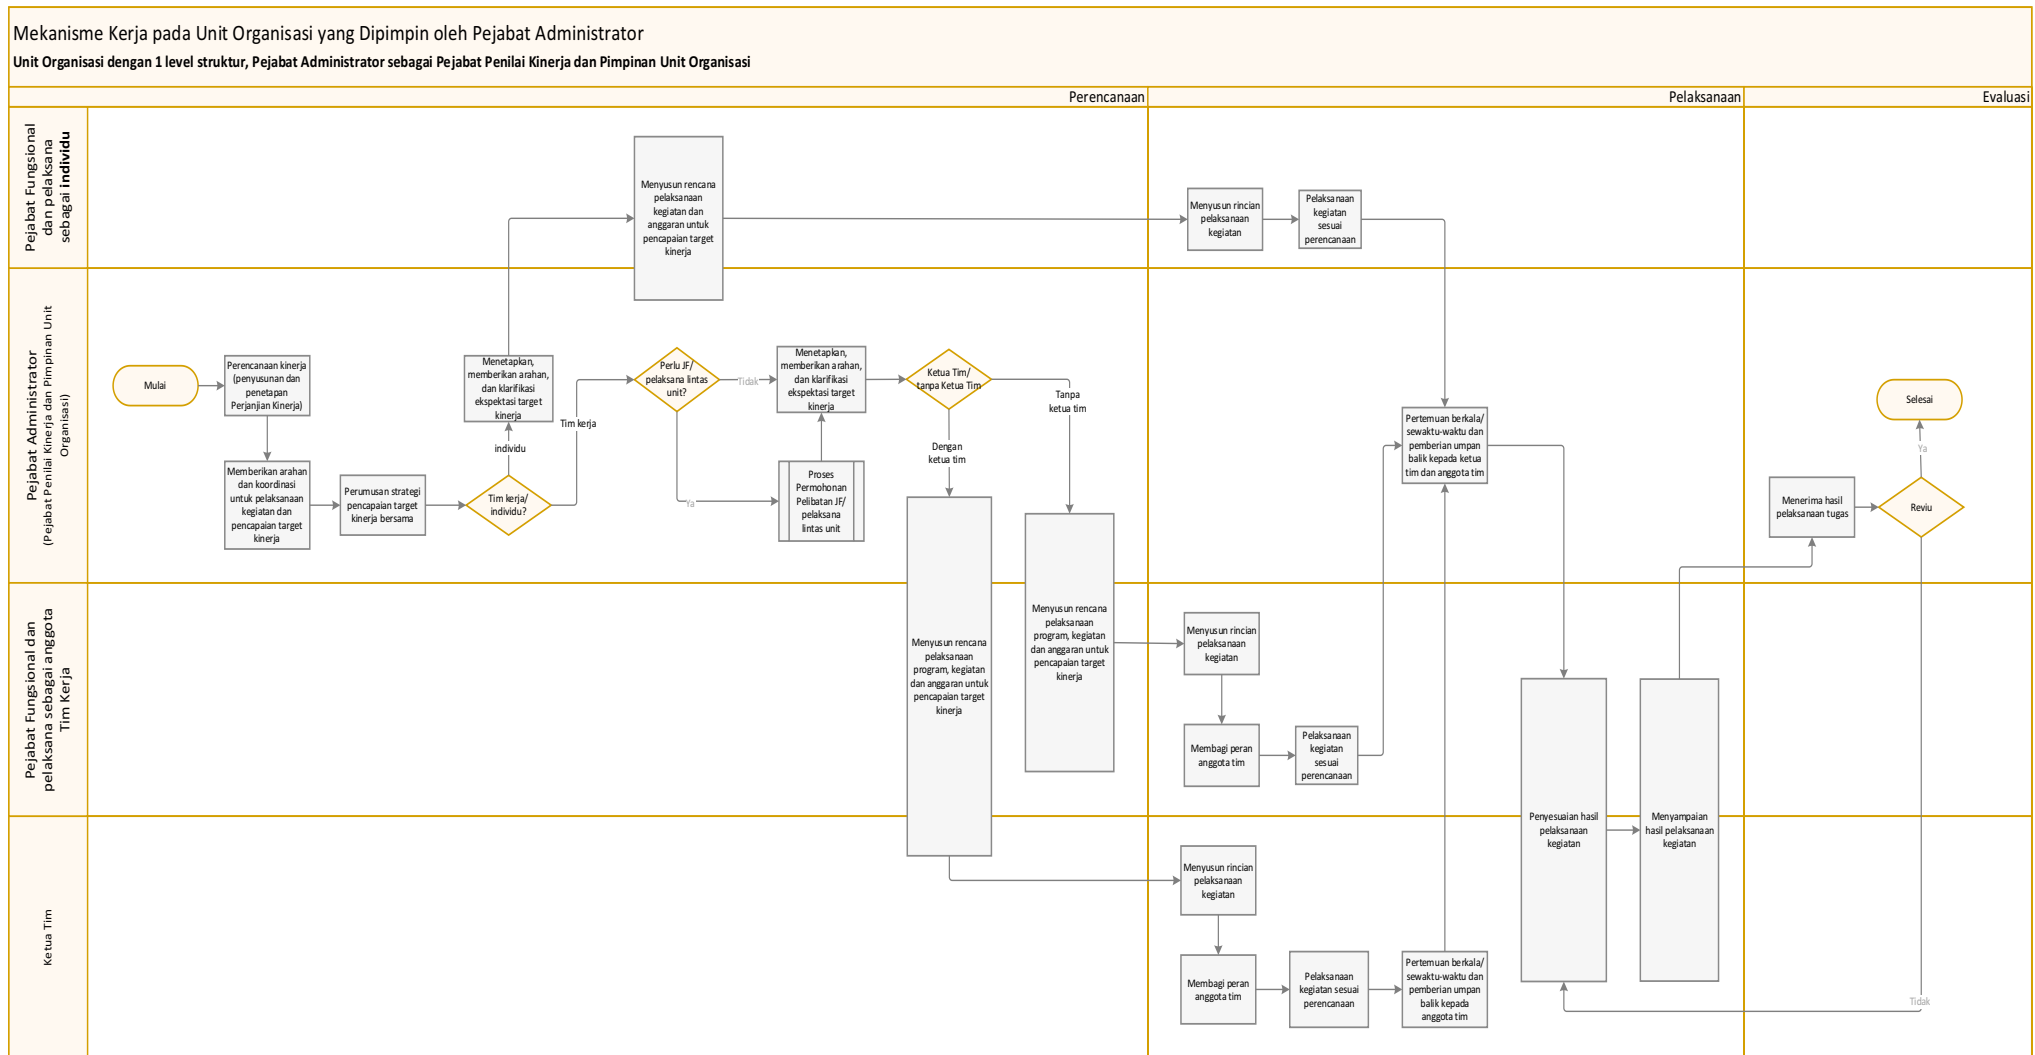 Mekanisme Kerja pada Unit Organisasi yang Dipimpin oleh Pejabat Administrator
Unit Organisasi dengan 1 level struktur, Pejabat Administrator sebagai Pejabat Penilai Kinerja dan Pimpinan Unit Organisasi
Perencanaan
Pelaksanaan
Evaluasi
Pejabat Fungsional
dan pelaksana
sebagai individu
Menyusun rencana
pelaksanaan
kegiatan dan
anggaran untuk
pencapaian target
kinerja
Menyusun rincian
pelaksanaan
kegiatan
Pelaksanaan
kegiatan
sesuai
perencanaan
Pejabat Administrator
(Pejabat Penilai Kinerja dan Pimpinan Unit
Organisasi)
Mulai
Perencanaan kinerja
(penyusunan dan
penetapan
Perjanjian Kinerja)
Memberikan arahan
dan koordinasi
untuk pelaksanaan
kegiatan dan
pencapaian target
kinerja
Perumusan strategi
pencapaian target
kinerja bersama
Tim kerja/
individu?
individu
Menetapkan,
memberikan arahan,
dan klarifikasi
ekspektasi target
kinerja
Tim kerja
Perlu JF/
pelaksana lintas
unit?
Tidak
Ya
Proses
Permohonan
Pelibatan JF/
pelaksana
lintas unit
Menetapkan,
memberikan arahan,
dan klarifikasi
ekspektasi target
kinerja
Ketua Tim/
tanpa Ketua Tim
Dengan
ketua tim
Tanpa
ketua tim
Pertemuan berkala/
sewaktu-waktu dan
pemberian umpan
balik kepada ketua
tim dan anggota tim
Menerima hasil
pelaksanaan tugas
Reviu
Ya
Selesai
Tidak
Pejabat Fungsional dan
pelaksana sebagai anggota
Tim Kerja
Menyusun rencana
pelaksanaan
program, kegiatan
dan anggaran untuk
pencapaian target
kinerja
Menyusun rencana
pelaksanaan
program, kegiatan
dan anggaran untuk
pencapaian target
kinerja
Menyusun rincian
pelaksanaan
kegiatan
Membagi peran
anggota tim
Pelaksanaan
kegiatan
sesuai
perencanaan
Penyesuaian hasil
pelaksanaan
kegiatan
Menyampaian
hasil pelaksanaan
kegiatan
Ketua Tim
Menyusun rincian
pelaksanaan
kegiatan
Membagi peran
anggota tim
Pelaksanaan
kegiatan sesuai
perencanaan
Pertemuan berkala/
sewaktu-waktu dan
pemberian umpan
balik kepada
anggota tim